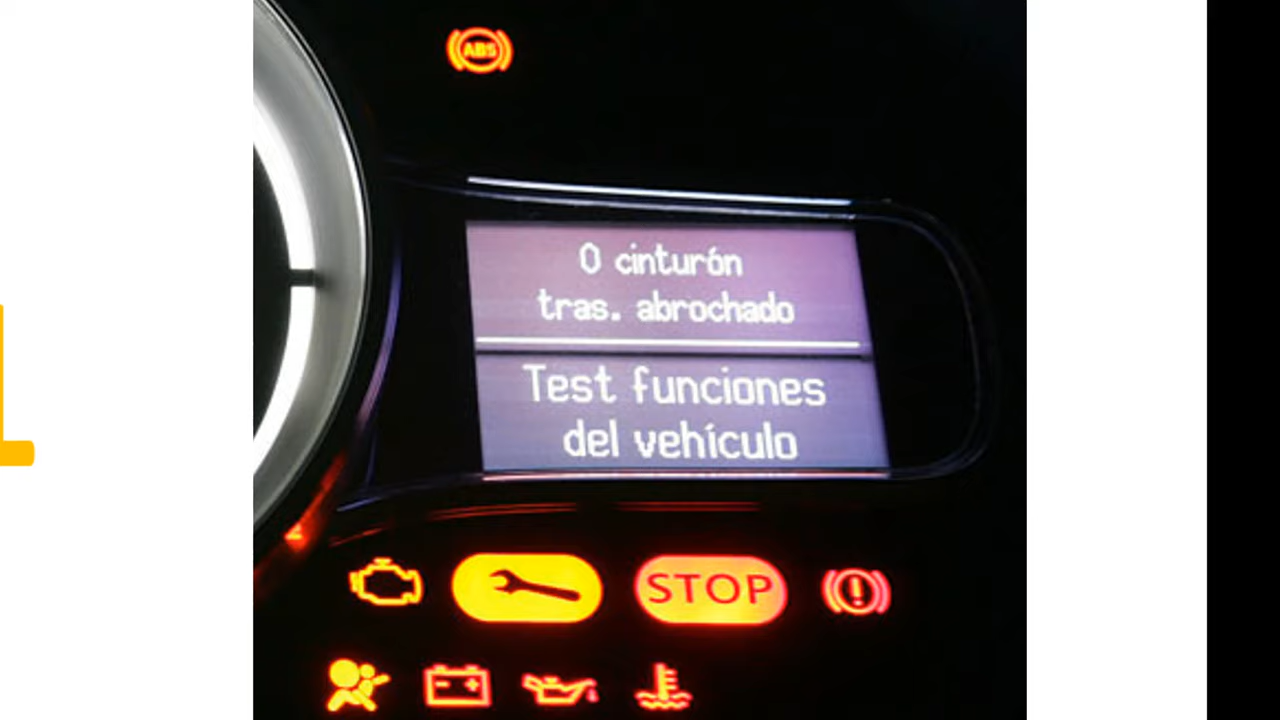 ABS
0 cinturón
tras. abrochado
Test funciones
del vehículo
STOP